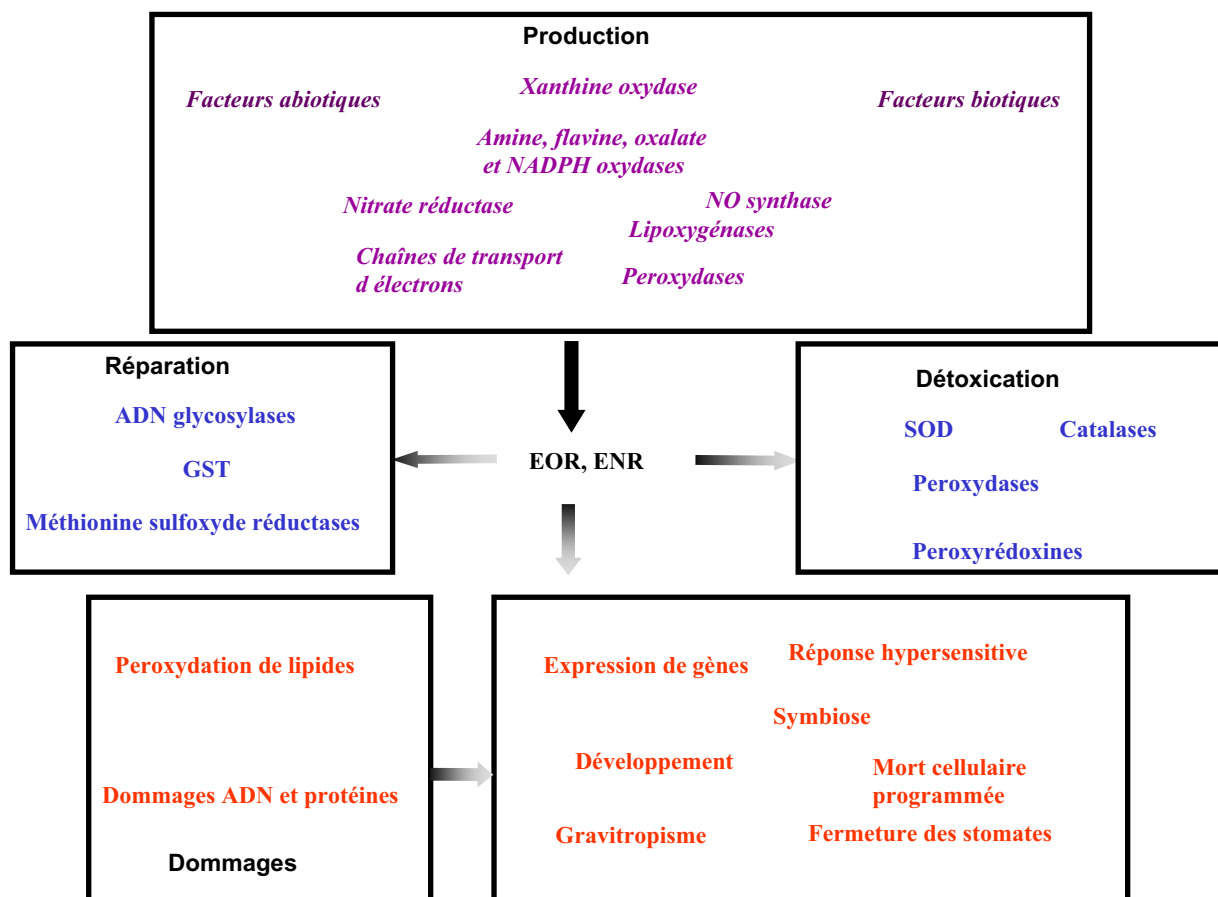 Production
Xanthine oxydase
Facteurs abiotiques
Facteurs biotiques
Amine, flavine, oxalate
et NADPH oxydases
Nitrate réductase
NO synthase
Lipoxygénases
Chaînes de transport
d électrons
Peroxydases
Réparation
ADN glycosylases
GST
Méthionine sulfoxyde réductases
EOR, ENR
Détoxication
SOD
Catalases
Peroxydases
Peroxyrédoxines
Peroxydation de lipides
Dommages ADN et protéines
Dommages
Expression de gènes
Réponse hypersensitive
Symbiose
Développement
Mort cellulaire
programmée
Gravitropisme
Fermeture des stomates